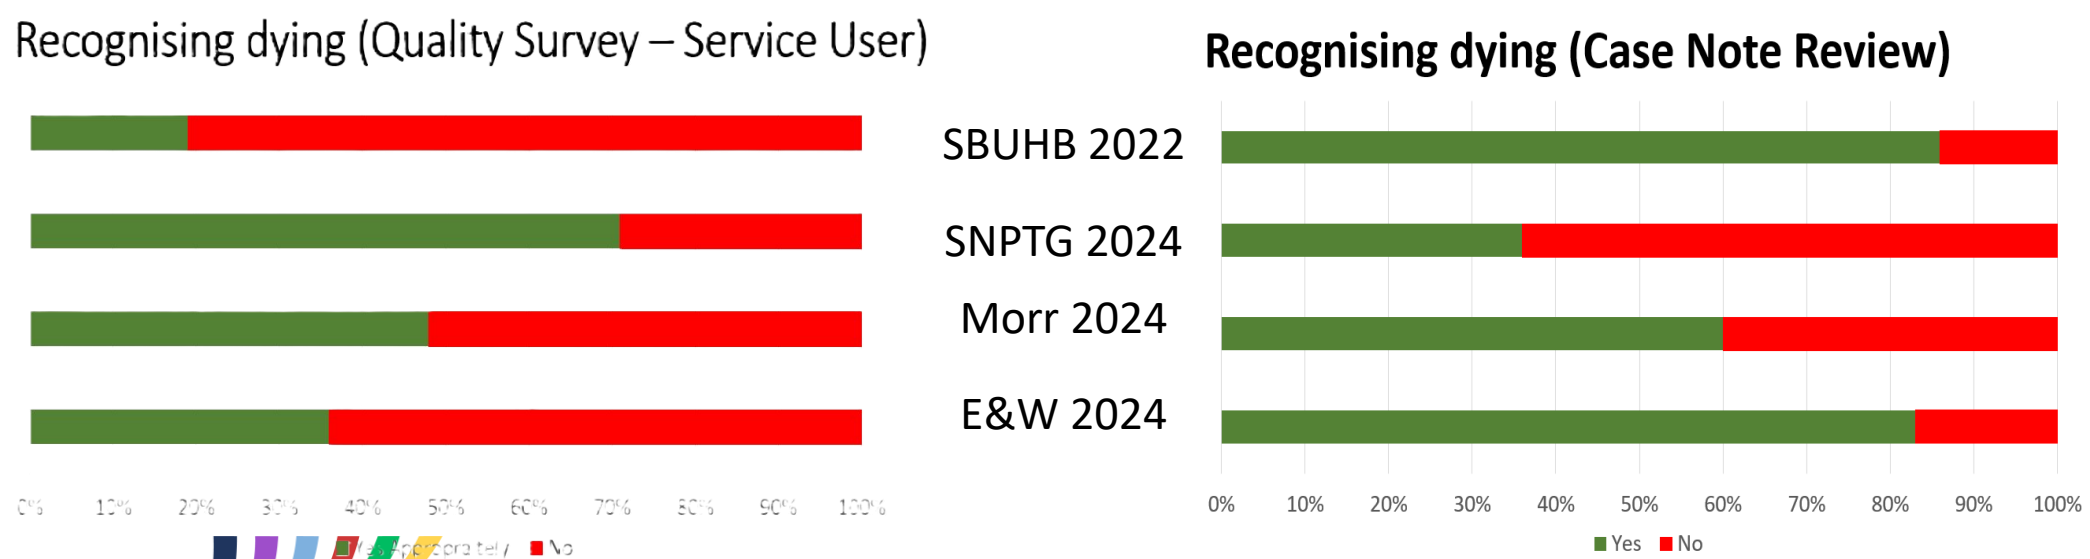 Recognising dying (Quality Survey – Service User)
0% 10% 20% 30% 40% 50% 60% 70% 80% 90% 100%
Yes Appropriately No
SBUHB 2022
SNPTG 2024
Morr 2024
E&W 2024
Recognising dying (Case Note Review)
0% 10% 20% 30% 40% 50% 60% 70% 80% 90% 100%
Yes No